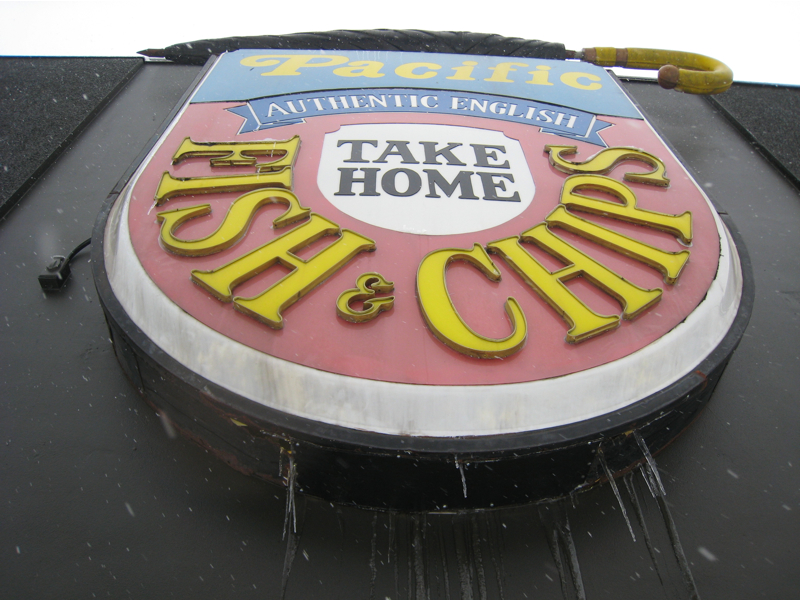 Pacific
AUTHENTIC ENGLISH
TAKE
HOME
FISH & CHIPS